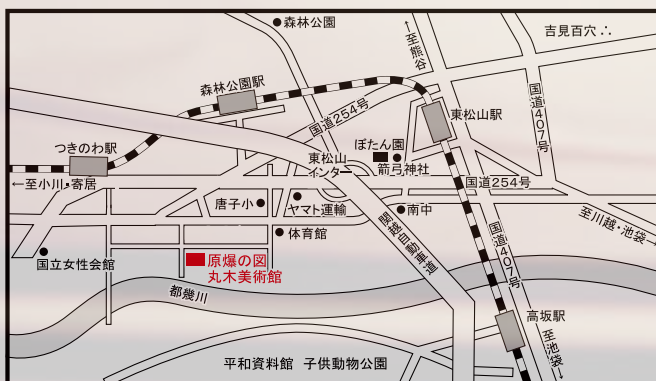 森林公園
←至熊谷
吉見百穴
森林公園駅
国道254号
東松山駅
国道407号
つきのわ駅
ぼたん園
東松山
インター
箭弓神社
←至小川・寄居
国道254号
唐子小
ヤマト運輸
南中
至川越・池袋
体育館
関越自動車道
国道407号
国立女性会館
原爆の図
丸木美術館
都幾川
高坂駅
至池袋→
平和資料館 子供動物公園